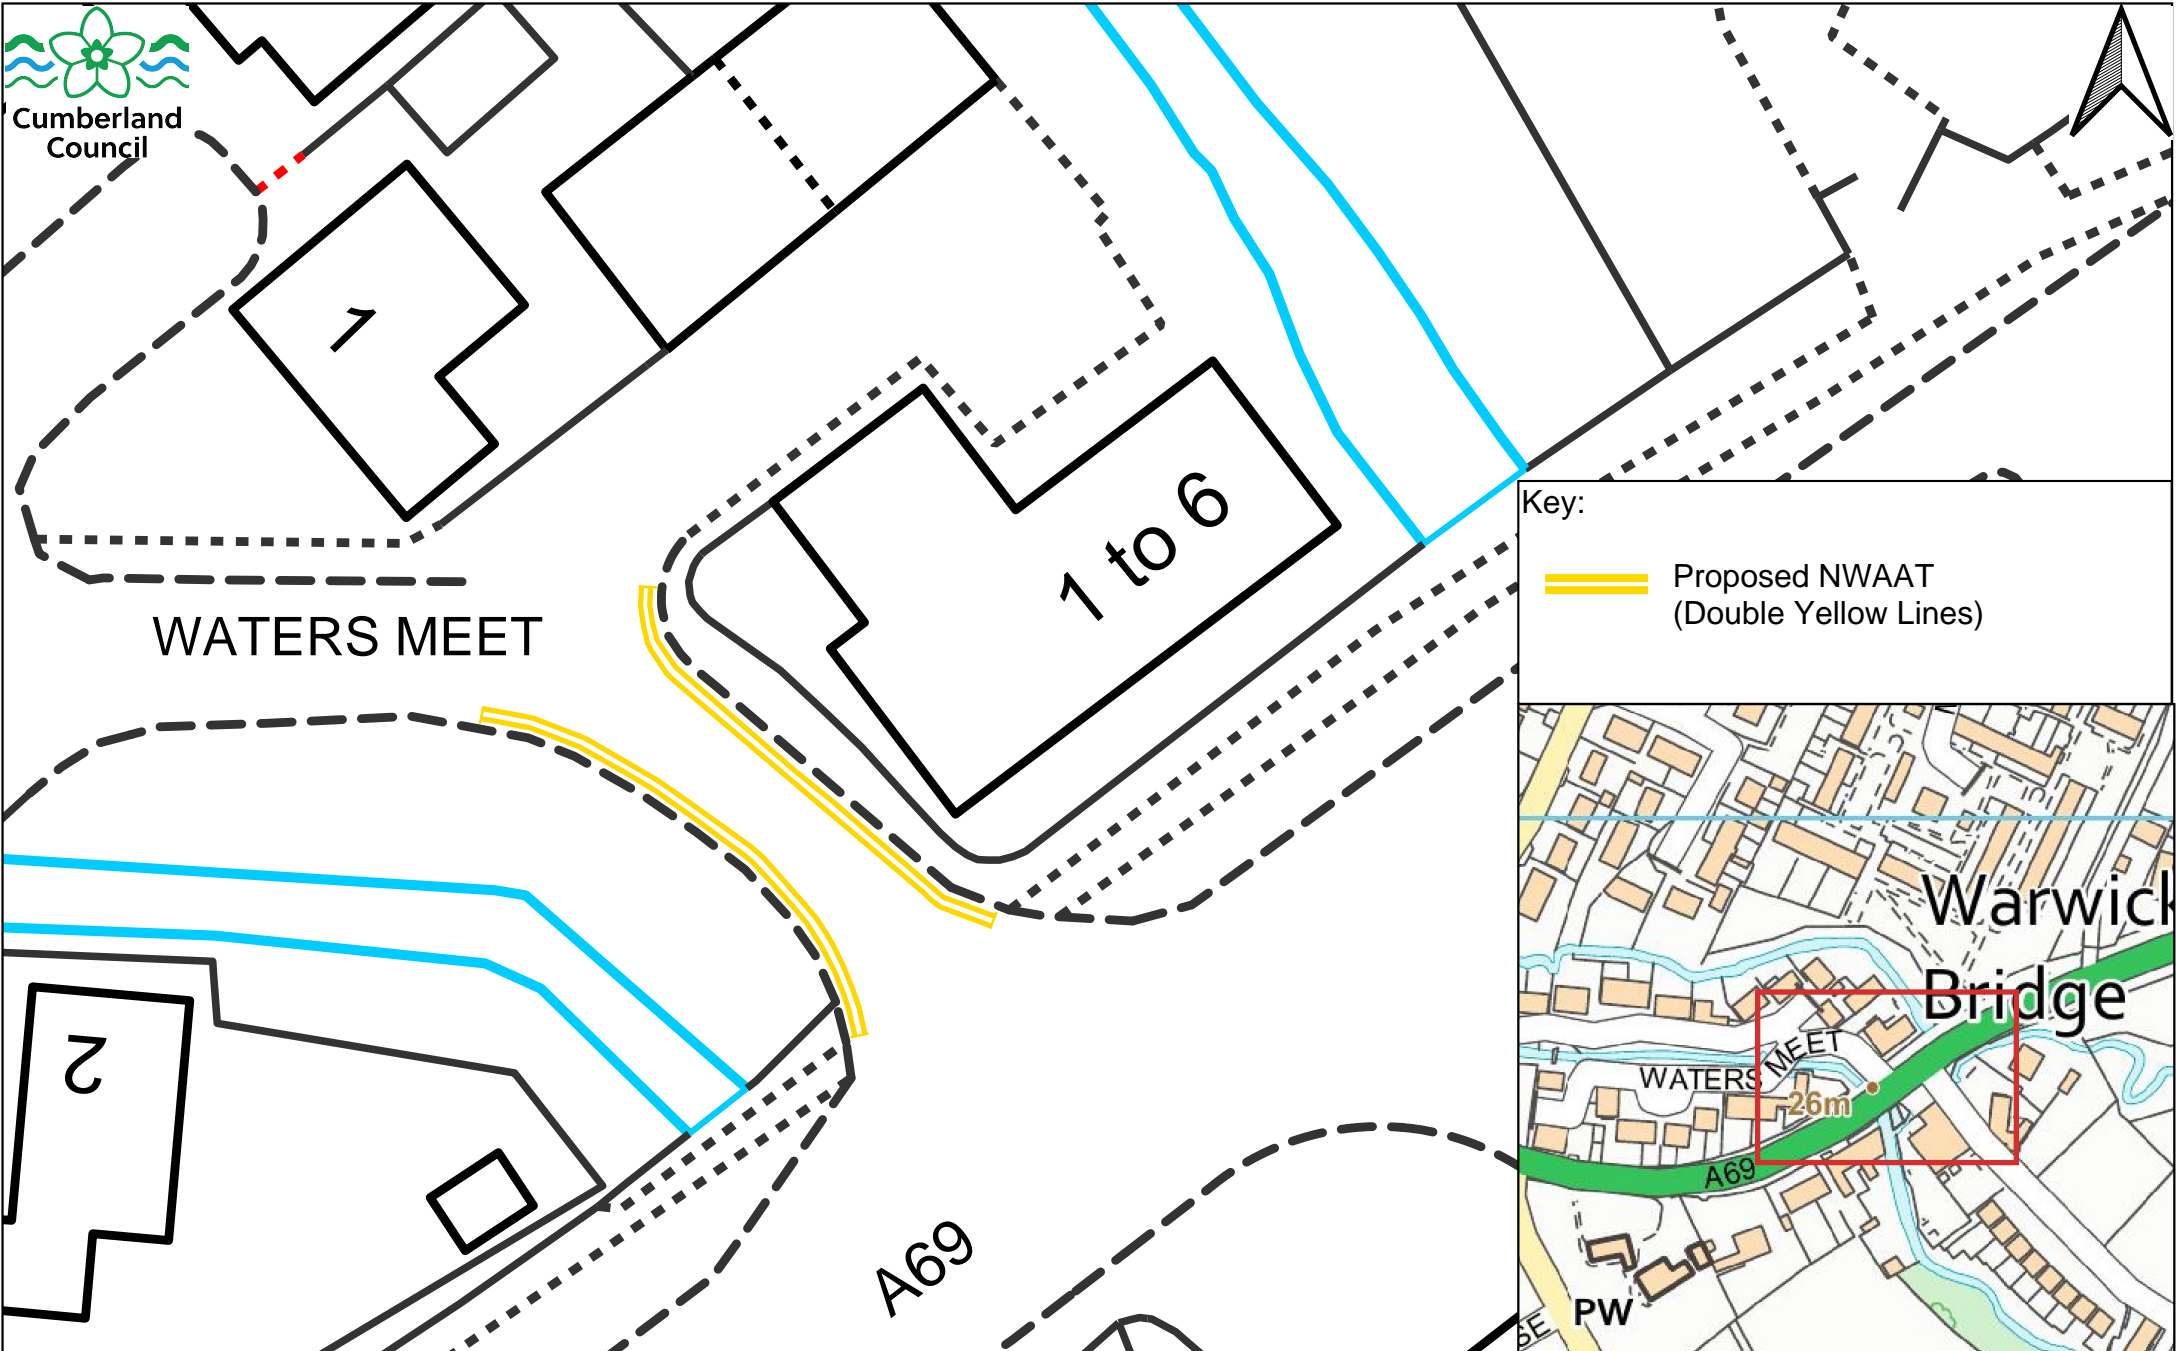 Cumberland
Council
1
1 to 6
WATERS MEET
2
A69
Key:
Proposed NWAAT
(Double Yellow Lines)
Warwick
Bridge
WATERS MEET
26m
A69
PW
SE